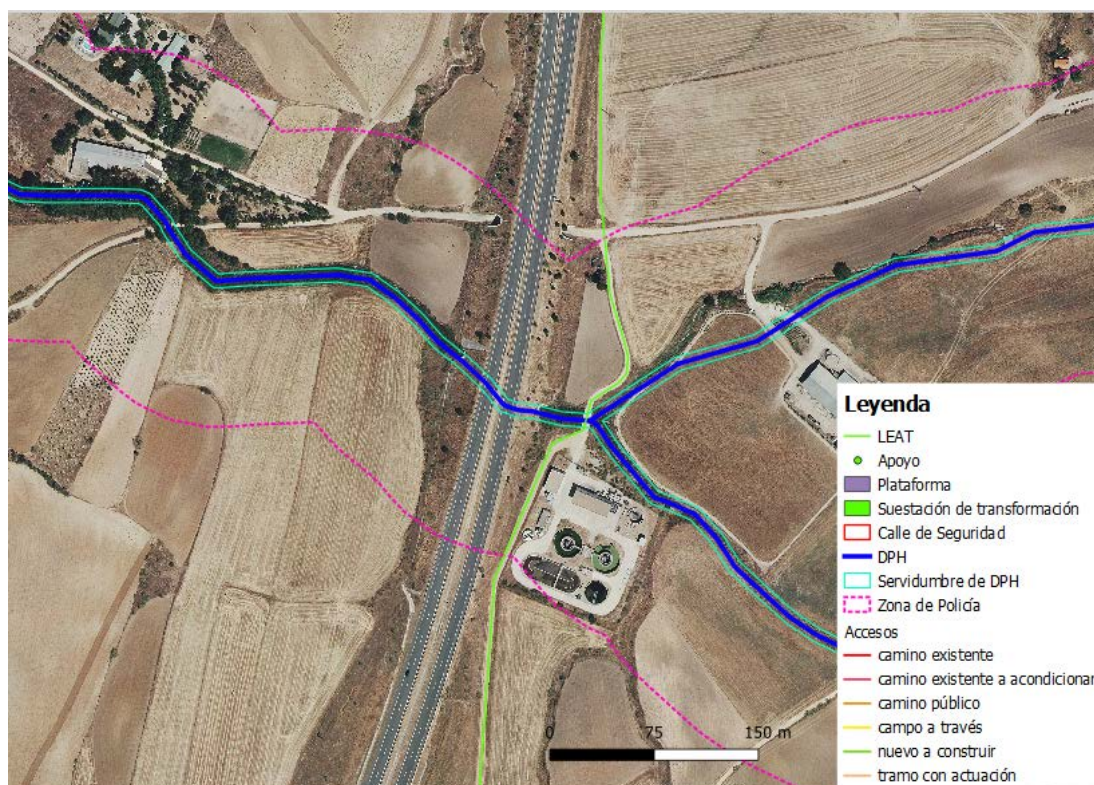 Leyenda
LEAT
Apoyo
Plataforma
Suestación de transformación
Calle de Seguridad
DPH
Servidumbre de DPH
Zona de Policía
Accesos
camino existente
camino existente a acondicionar
camino público
campo a través
nuevo a construir
tramo con actuación
0 75 150 m